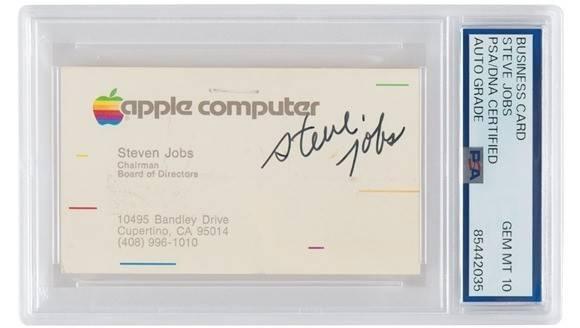 apple computer
Steven Jobs
Chairman
Board of Directors
steve jobs
10495 Bandley Drive
Cupertino, CA 95014
(408) 996-1010
BUSINESS CARD
STEVE JOBS
PSA/DNA CERTIFIED
AUTO GRADE
PSA
GEM MT 10
85442035